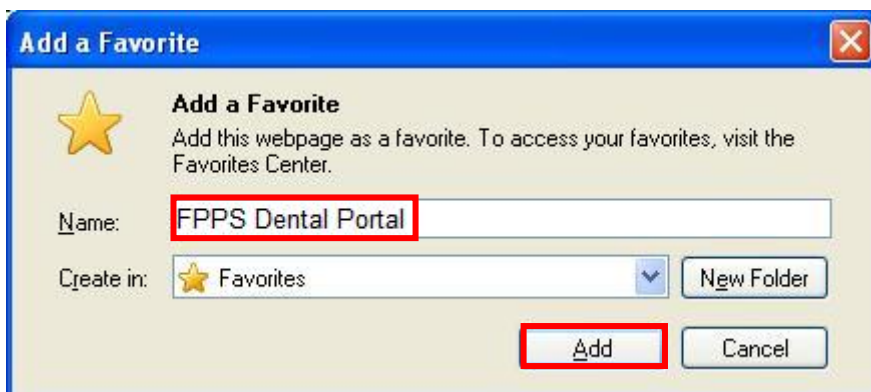 Add a Favorite
Add a Favorite
Add this webpage as a favorite. To access your favorites, visit the
Favorites Center.
Name: FPPS Dental Portal
Create in: Favorites New Folder
Add Cancel